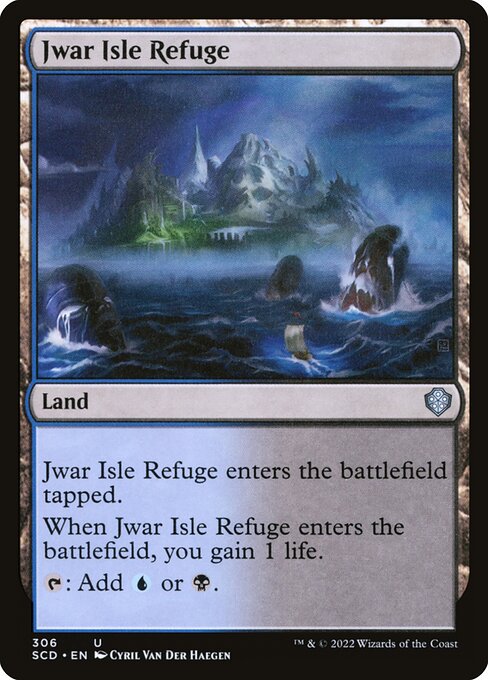 Jwar Isle Refuge
Land
Jwar Isle Refuge enters the battlefield
tapped.
When Jwar Isle Refuge enters the
battlefield, you gain 1 life.
: Add or .
306 U
SCD • EN Cyril Van Der Haegen
™ & © 2022 Wizards of the Coast